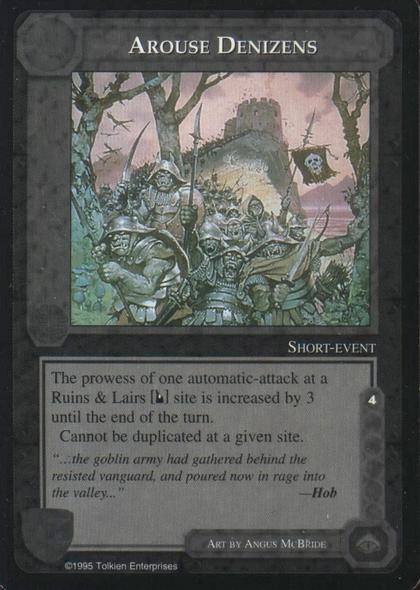 AROUSE DENIZENS
SHORT-EVENT
The prowess of one automatic-attack at a
Ruins & Lairs [] site is increased by 3
until the end of the turn.
Cannot be duplicated at a given site.
4
“...the goblin army had gathered behind the
resisted vanguard, and poured now in rage into
the valley...” —Hob
ART BY ANGUS MCBRIDE
©1995 Tolkien Enterprises